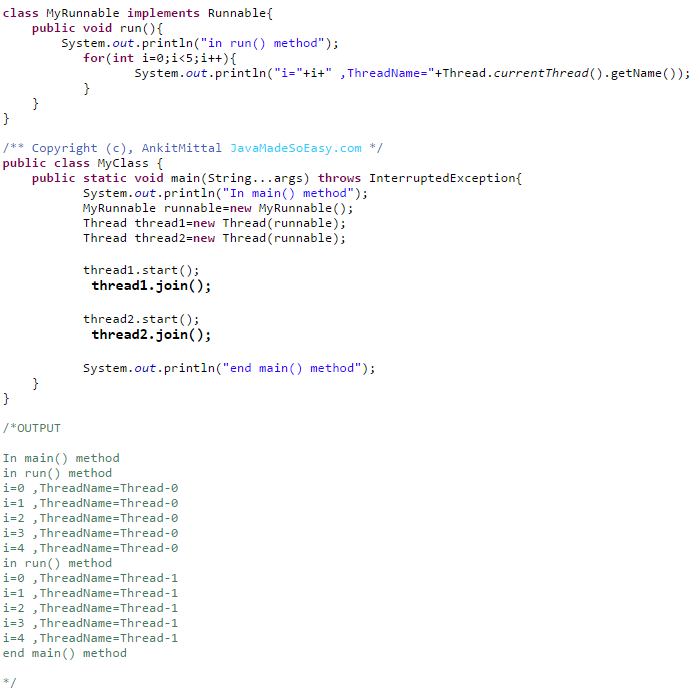 class MyRunnable implements Runnable{
public void run(){
System.out.println("in run() method");
for(int i=0;i<5;i++){
System.out.println("i="+i+" ,ThreadName="+Thread.currentThread().getName());
}
}
}
/** Copyright (c), AnkitMittal JavaMadeSoEasy.com */
public class MyClass {
public static void main(String...args) throws InterruptedException{
System.out.println("In main() method");
MyRunnable runnable=new MyRunnable();
Thread thread1=new Thread(runnable);
Thread thread2=new Thread(runnable);
thread1.start();
thread1.join();
thread2.start();
thread2.join();
System.out.println("end main() method");
}
}
/*OUTPUT
In main() method
in run() method
i=0 ,ThreadName=Thread-0
i=1 ,ThreadName=Thread-0
i=2 ,ThreadName=Thread-0
i=3 ,ThreadName=Thread-0
i=4 ,ThreadName=Thread-0
in run() method
i=0 ,ThreadName=Thread-1
i=1 ,ThreadName=Thread-1
i=2 ,ThreadName=Thread-1
i=3 ,ThreadName=Thread-1
i=4 ,ThreadName=Thread-1
end main() method
*/